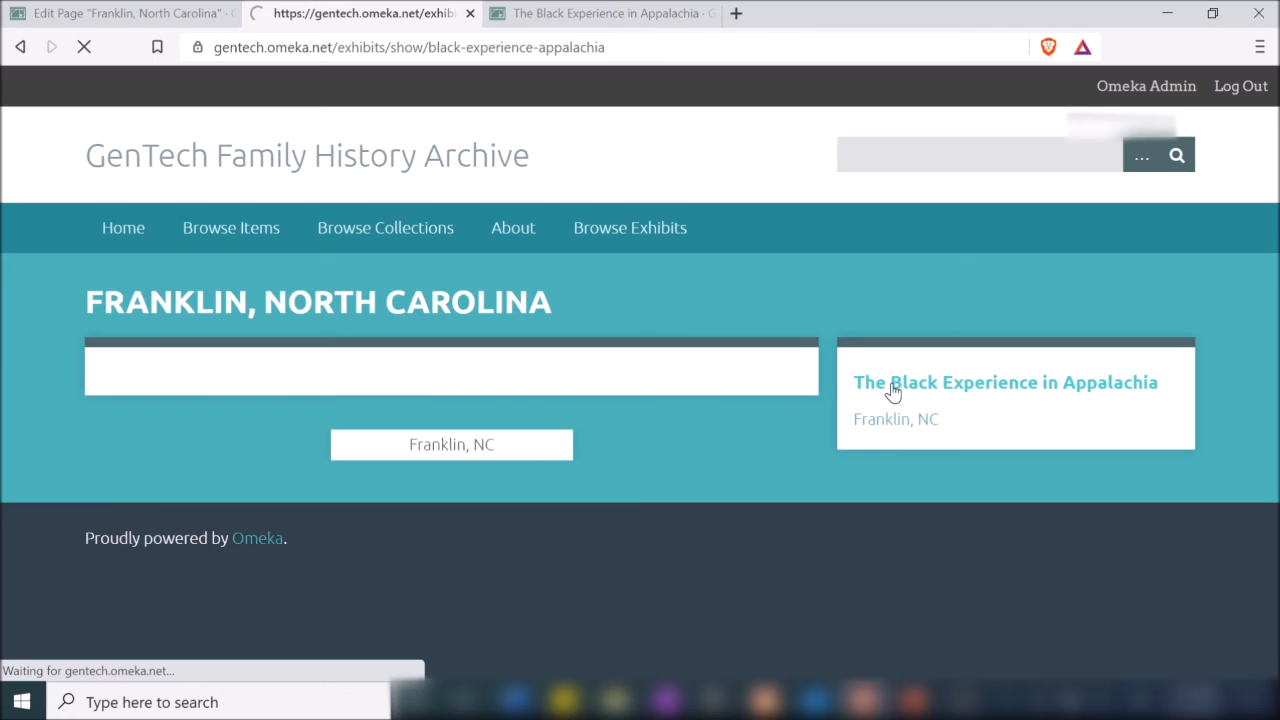 Edit Page "Franklin, North Carolina" ·
https://gentech.omeka.net/exhibi
The Black Experience in Appalachia · G
gentech.omeka.net/exhibits/show/black-experience-appalachia
Omeka Admin Log Out
GenTech Family History Archive
...
Home Browse Items Browse Collections About Browse Exhibits
FRANKLIN, NORTH CAROLINA
The Black Experience in Appalachia
Franklin, NC
Franklin, NC
Proudly powered by Omeka.
Waiting for gentech.omeka.net...
Type here to search